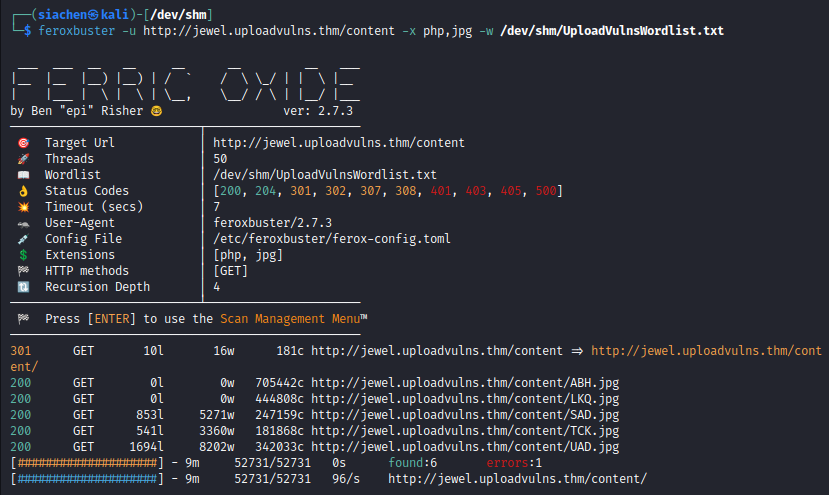 (siachen㉿kali)-[/dev/shm]
$ feroxbuster -u http://jewel.uploadvulns.thm/content -x php,jpg -w /dev/shm/UploadVulnsWordlist.txt
FERRIC OXIDE
by Ben "epi" Risher 🤓 ver: 2.7.3
🎯 Target Url │ http://jewel.uploadvulns.thm/content
🚀 Threads │ 50
📖 Wordlist │ /dev/shm/UploadVulnsWordlist.txt
👌 Status Codes │ [200, 204, 301, 302, 307, 308, 401, 403, 405, 500]
💥 Timeout (secs) │ 7
🦡 User-Agent │ feroxbuster/2.7.3
💉 Config File │ /etc/feroxbuster/ferox-config.toml
💲 Extensions │ [php, jpg]
🏁 HTTP methods │ [GET]
🔃 Recursion Depth │ 4
🏁 Press [ENTER] to use the Scan Management Menu™
301 GET 10l 16w 181c http://jewel.uploadvulns.thm/content => http://jewel.uploadvulns.thm/cont
ent/
200 GET 0l 0w 705442c http://jewel.uploadvulns.thm/content/ABH.jpg
200 GET 0l 0w 444808c http://jewel.uploadvulns.thm/content/LKQ.jpg
200 GET 853l 5271w 247159c http://jewel.uploadvulns.thm/content/SAD.jpg
200 GET 541l 3360w 181868c http://jewel.uploadvulns.thm/content/TCK.jpg
200 GET 1694l 8202w 342033c http://jewel.uploadvulns.thm/content/UAD.jpg
[####################] - 9m 52731/52731 0s found:6 errors:1
[####################] - 9m 52731/52731 96/s http://jewel.uploadvulns.thm/content/